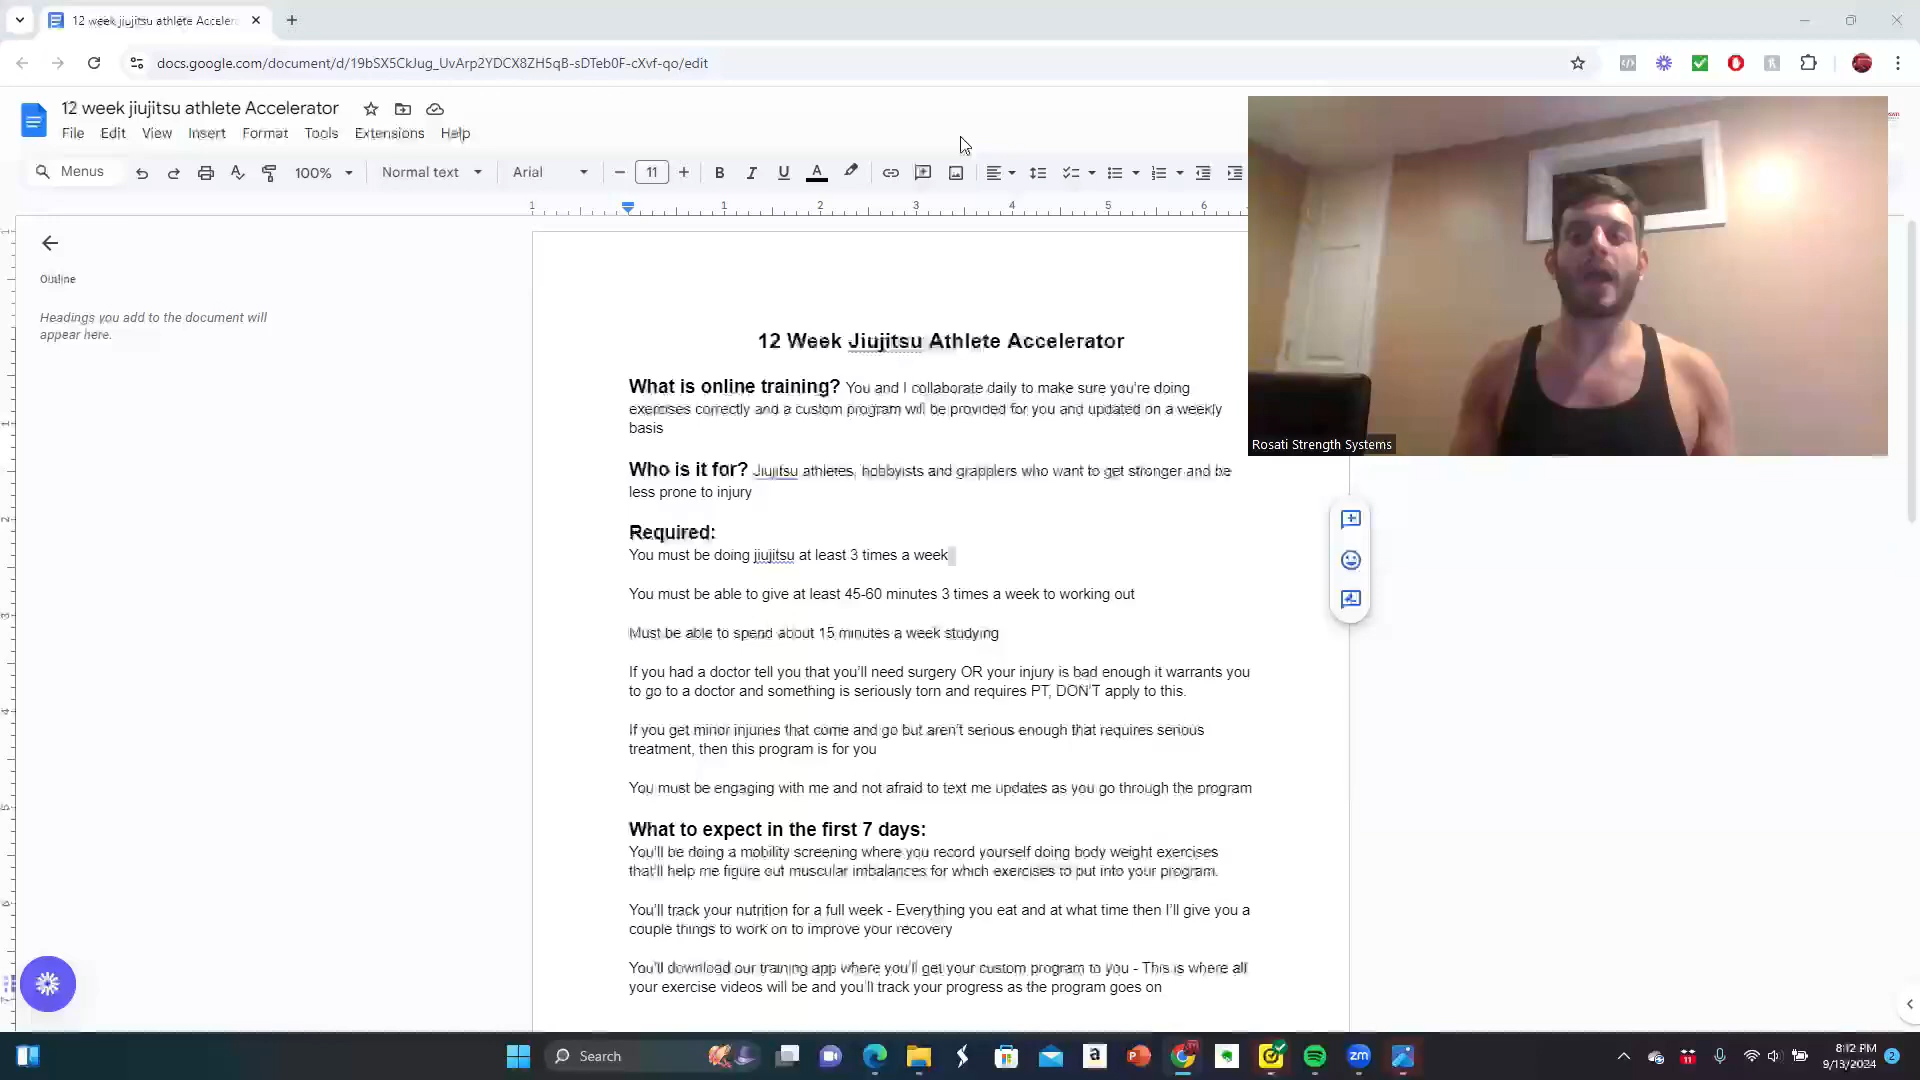 12 week jiujitsu athlete Acceler
docs.google.com/document/d/19bSX5CkJug_UvArp2YDCX8ZH5qB-sDTeb0F-cXvf-qo/edit
12 week jiujitsu athlete Accelerator
File Edit View Insert Format Tools Extensions Help
Menus 100% Normal text Arial 11 B I U A
1 1 2 3 4 5 6
Outline
Headings you add to the document will
appear here.
12 Week Jiujitsu Athlete Accelerator
What is online training? You and I collaborate daily to make sure you're doing
exercises correctly and a custom program will be provided for you and updated on a weekly
basis
Who is it for? Jiujitsu athletes, hobbyists and grapplers who want to get stronger and be
less prone to injury
Required:
You must be doing jiujitsu at least 3 times a week
You must be able to give at least 45-60 minutes 3 times a week to working out
Must be able to spend about 15 minutes a week studying
If you had a doctor tell you that you'll need surgery OR your injury is bad enough it warrants you
to go to a doctor and something is seriously torn and requires PT, DON'T apply to this.
If you get minor injuries that come and go but aren't serious enough that requires serious
treatment, then this program is for you
You must be engaging with me and not afraid to text me updates as you go through the program
What to expect in the first 7 days:
You'll be doing a mobility screening where you record yourself doing body weight exercises
that'll help me figure out muscular imbalances for which exercises to put into your program.
You'll track your nutrition for a full week - Everything you eat and at what time then I'll give you a
couple things to work on to improve your recovery
You'll download our training app where you'll get your custom program to you - This is where all
your exercise videos will be and you'll track your progress as the program goes on
Rosati Strength Systems
Search
zm
11
8:12 PM
9/13/2024
2